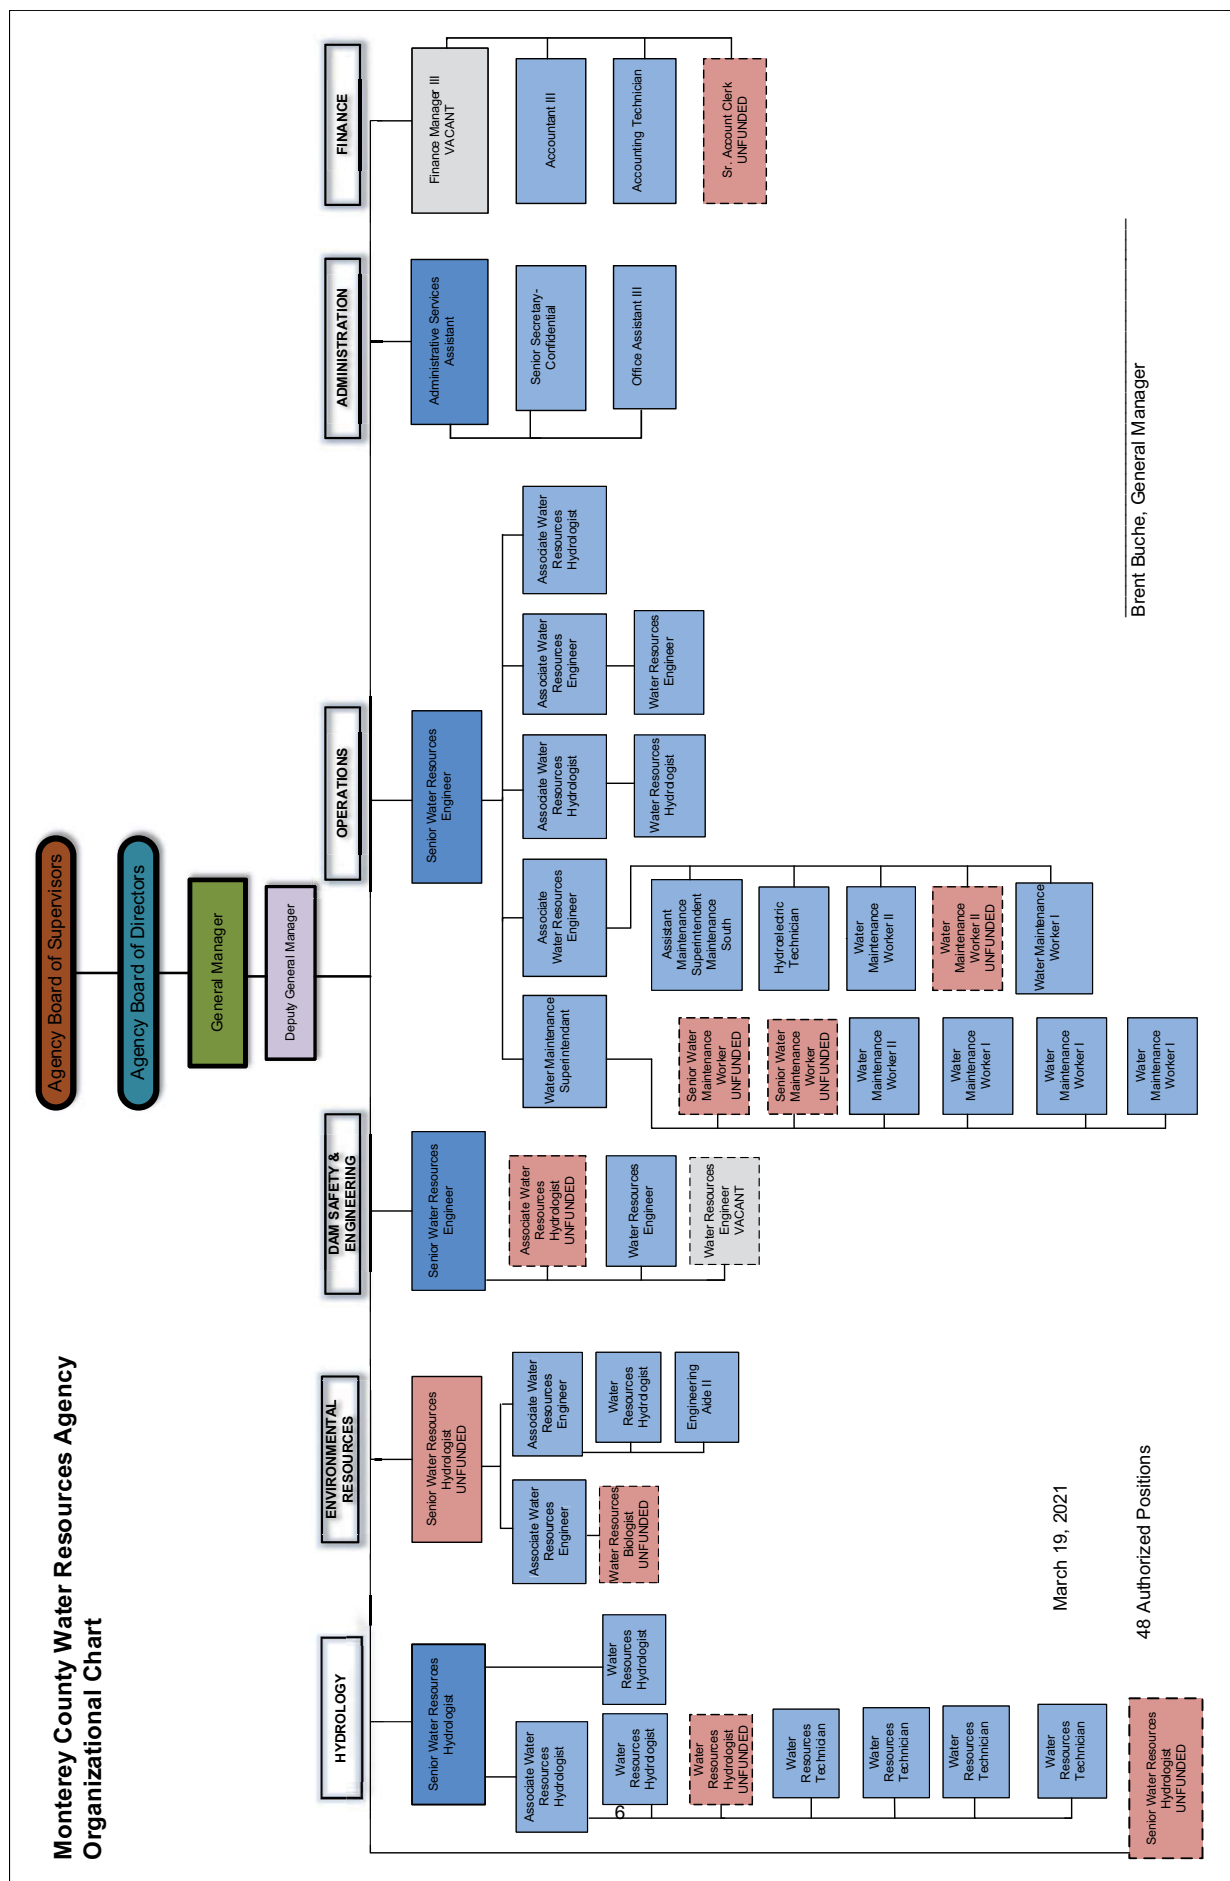 Monterey County Water Resources Agency
Organizational Chart
Agency Board of Supervisors
Agency Board of Directors
General Manager
Deputy General Manager
HYDROLOGY
Senior Water Resources
Hydrologist
Associate Water
Resources
Hydrologist
Water
Resources
Hydrologist
Water
Resources
Hydrologist
Water
Resources
Hydrologist
UNFUNDED
Water
Resources
Technician
Water
Resources
Technician
Water
Resources
Technician
Water
Resources
Technician
Senior Water Resources
Hydrologist
UNFUNDED
ENVIRONMENTAL
RESOURCES
Senior Water Resources
Hydrologist
UNFUNDED
Associate Water
Resources
Engineer
Water Resources
Biologist
UNFUNDED
Associate Water
Resources
Engineer
Water
Resources
Hydrologist
Engineering
Aide II
DAM SAFETY &
ENGINEERING
Senior Water Resources
Engineer
Associate Water
Resources
Hydrologist
UNFUNDED
Water Resources
Engineer
Water Resources
Engineer
VACANT
OPERATIONS
Senior Water Resources
Engineer
Water Maintenance
Superintendant
Senior Water
Maintenance
Worker
UNFUNDED
Senior Water
Maintenance
Worker
UNFUNDED
Water
Maintenance
Worker II
Water
Maintenance
Worker I
Water
Maintenance
Worker I
Water
Maintenance
Worker I
Associate
Water Resources
Engineer
Assistant
Maintenance
Superintendent
Maintenance
South
Hydroelectric
Technician
Water
Maintenance
Worker II
Water
Maintenance
Worker II
UNFUNDED
Water Maintenance
Worker I
Associate Water
Resources
Hydrologist
Water Resources
Hydrologist
Associate Water
Resources
Engineer
Water Resources
Engineer
Associate Water
Resources
Hydrologist
ADMINISTRATION
Administrative Services
Assistant
Senior Secretary-
Confidential
Office Assistant III
FINANCE
Finance Manager III
VACANT
Accountant III
Accounting Technician
Sr. Account Clerk
UNFUNDED
March 19, 2021
48 Authorized Positions
Brent Buche, General Manager
6